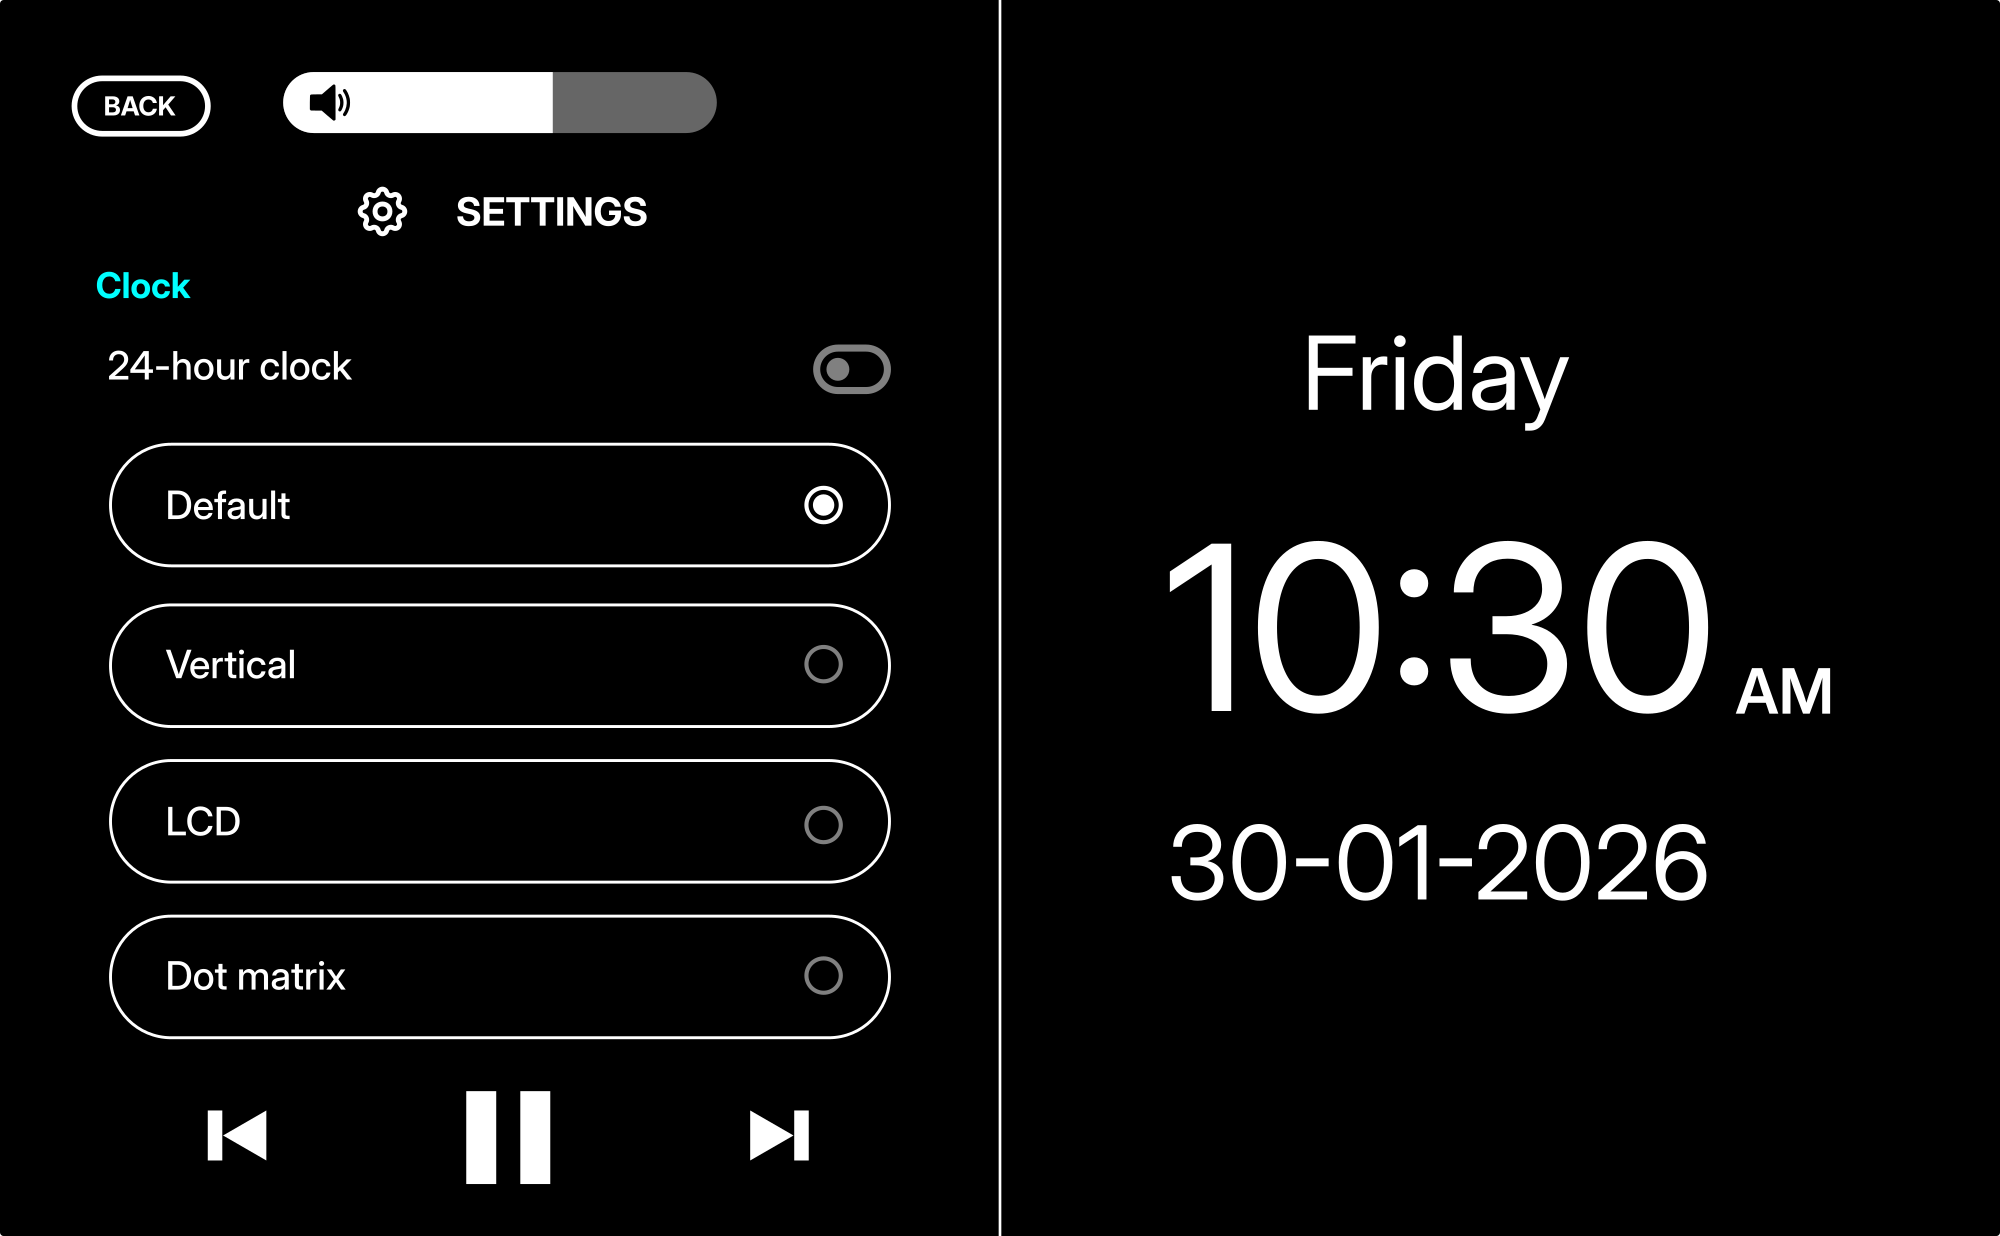 BACK
SETTINGS
Clock
24-hour clock
Default
Vertical
LCD
Dot matrix
Friday
10:30 AM
30-01-2026